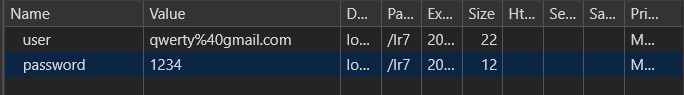 Name Value D... Pa... Ex... Size Ht... Se... Sa... Pri...
user qwerty%40gmail.com lo... /lr7 20... 22 M...
password 1234 lo... /lr7 20... 12 M...